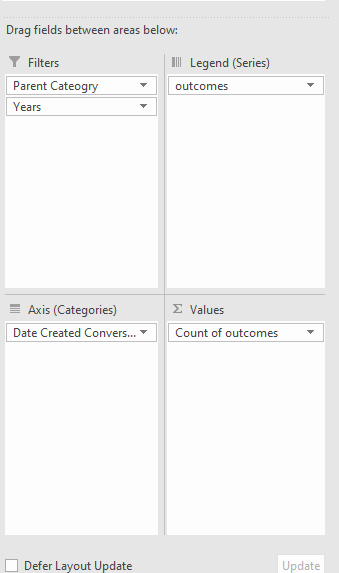 Drag fields between areas below:
Filters
Parent Cateogry
Years
Legend (Series)
outcomes
Axis (Categories)
Date Created Convers...
Values
Count of outcomes
Defer Layout Update
Update